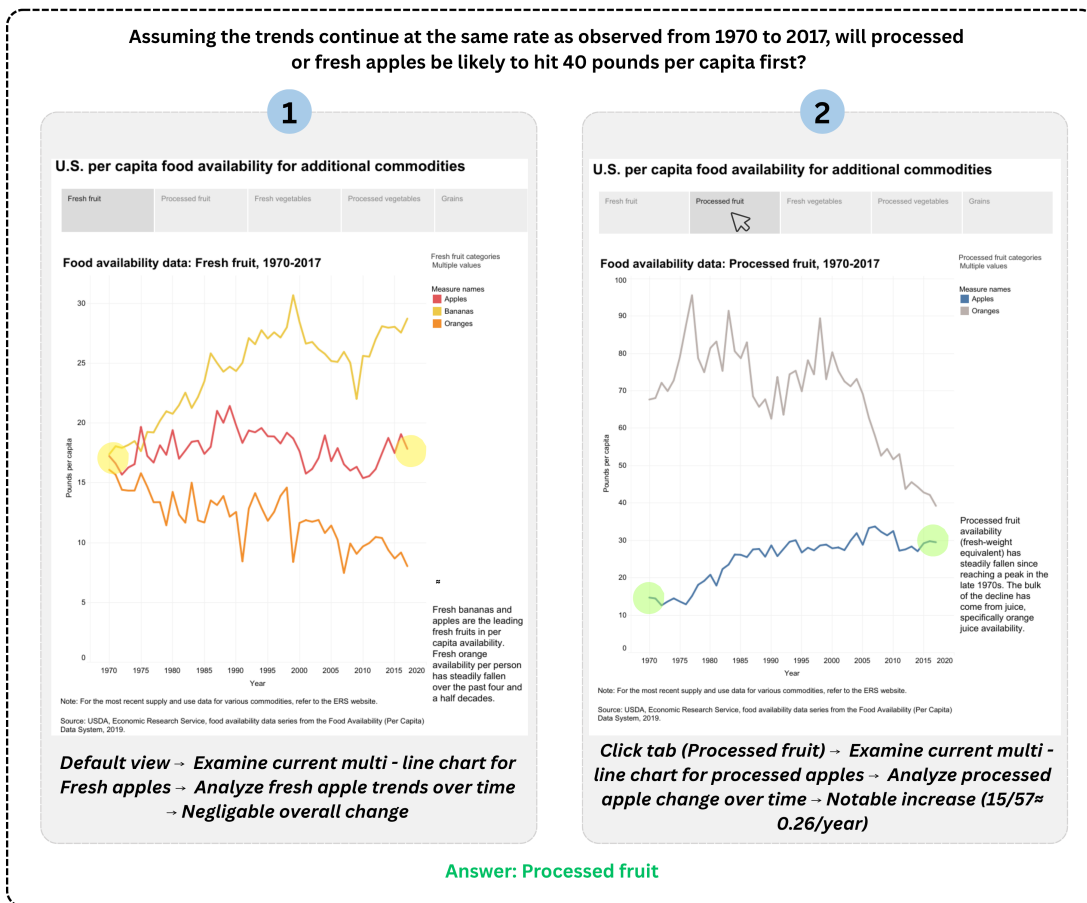 Assuming the trends continue at the same rate as observed from 1970 to 2017, will processed
or fresh apples be likely to hit 40 pounds per capita first?
1
U.S. per capita food availability for additional commodities
Fresh fruit
Processed fruit
Fresh vegetables
Processed vegetables
Grains
Food availability data: Fresh fruit, 1970-2017
Fresh fruit categories
Multiple values
Measure names
Apples
Bananas
Oranges
Pounds per capita
30
25
20
15
10
5
0
1970
1975
1980
1985
1990
1995
2000
2005
2010
2015
2020
Year
≈
Fresh bananas and
apples are the leading
fresh fruits in per
capita availability.
Fresh orange
availability per person
has steadily fallen
over the past four and
a half decades.
Note: For the most recent supply and use data for various commodities, refer to the ERS website.
Source: USDA, Economic Research Service, food availability data series from the Food Availability (Per Capita)
Data System, 2019.
Default view → Examine current multi - line chart for
Fresh apples → Analyze fresh apple trends over time
→ Negligable overall change
2
U.S. per capita food availability for additional commodities
Fresh fruit
Processed fruit
Fresh vegetables
Processed vegetables
Grains
Food availability data: Processed fruit, 1970-2017
Processed fruit categories
Multiple values
Measure names
Apples
Oranges
Pounds per capita
100
90
80
70
60
50
40
30
20
10
0
1970
1975
1980
1985
1990
1995
2000
2005
2010
2015
2020
Year
Processed fruit
availability
(fresh-weight
equivalent) has
steadily fallen since
reaching a peak in the
late 1970s. The bulk
of the decline has
come from juice,
specifically orange
juice availability.
Note: For the most recent supply and use data for various commodities, refer to the ERS website.
Source: USDA, Economic Research Service, food availability data series from the Food Availability (Per Capita)
Data System, 2019.
Click tab (Processed fruit) → Examine current multi -
line chart for processed apples → Analyze processed
apple change over time → Notable increase (15/57≈
0.26/year)
Answer: Processed fruit